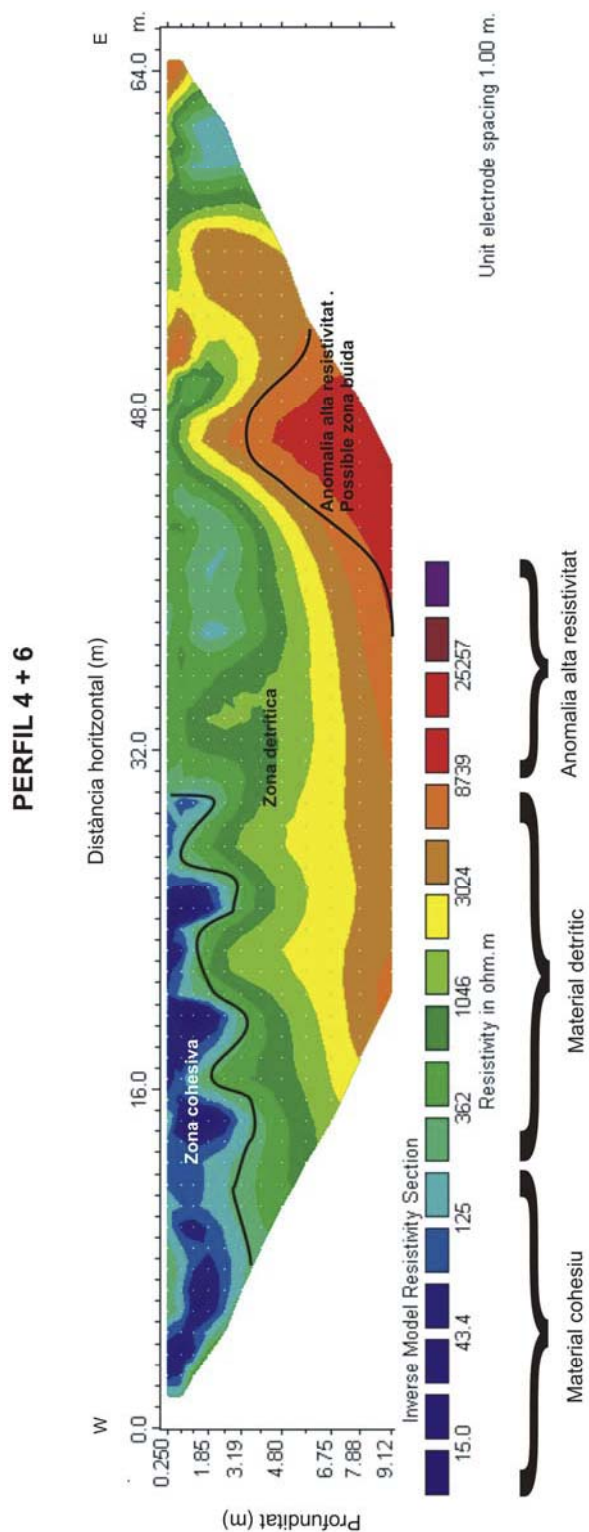 PERFIL 4 + 6
Distància horitzontal (m)
W
E
0.0
16.0
32.0
48.0
64.0
m.
Profunditat (m)
0.250
1.85
3.19
4.80
6.75
7.88
9.12
Zona cohesiva
Zona detrítica
Anomalia alta resistivitat .
Possible zona buida
Inverse Model Resistivity Section
Unit electrode spacing 1.00 m.
15.0
43.4
125
362
1046
3024
8739
25257
Resistivity in ohm.m
Material cohesiu
Material detrític
Anomalia alta resistivitat